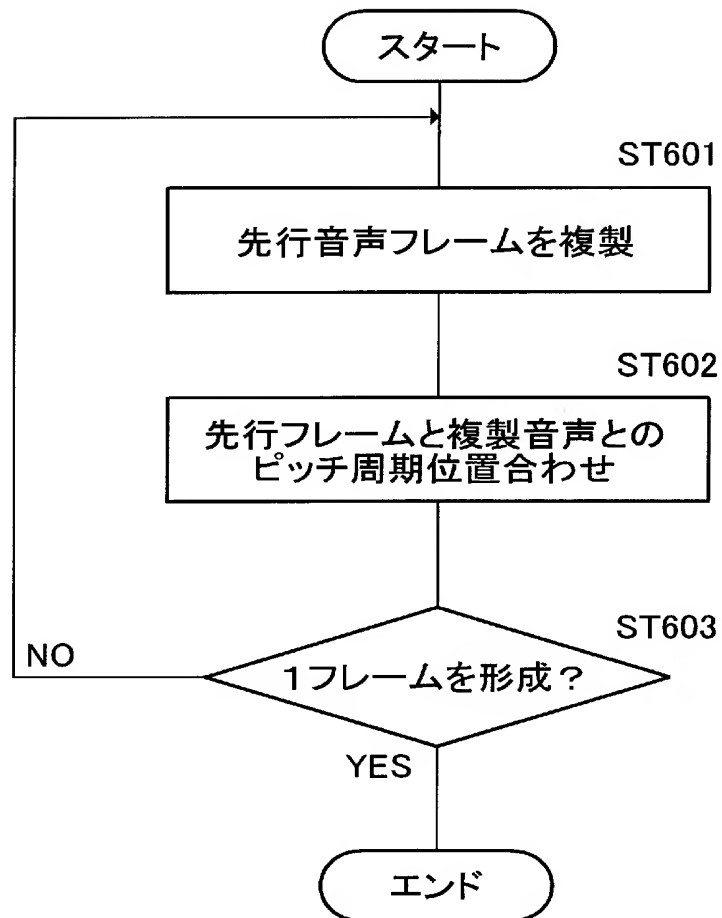 スタート
ST601
先行音声フレームを複製
ST602
先行フレームと複製音声との
ピッチ周期位置合わせ
ST603
NO
1フレームを形成?
YES
エンド